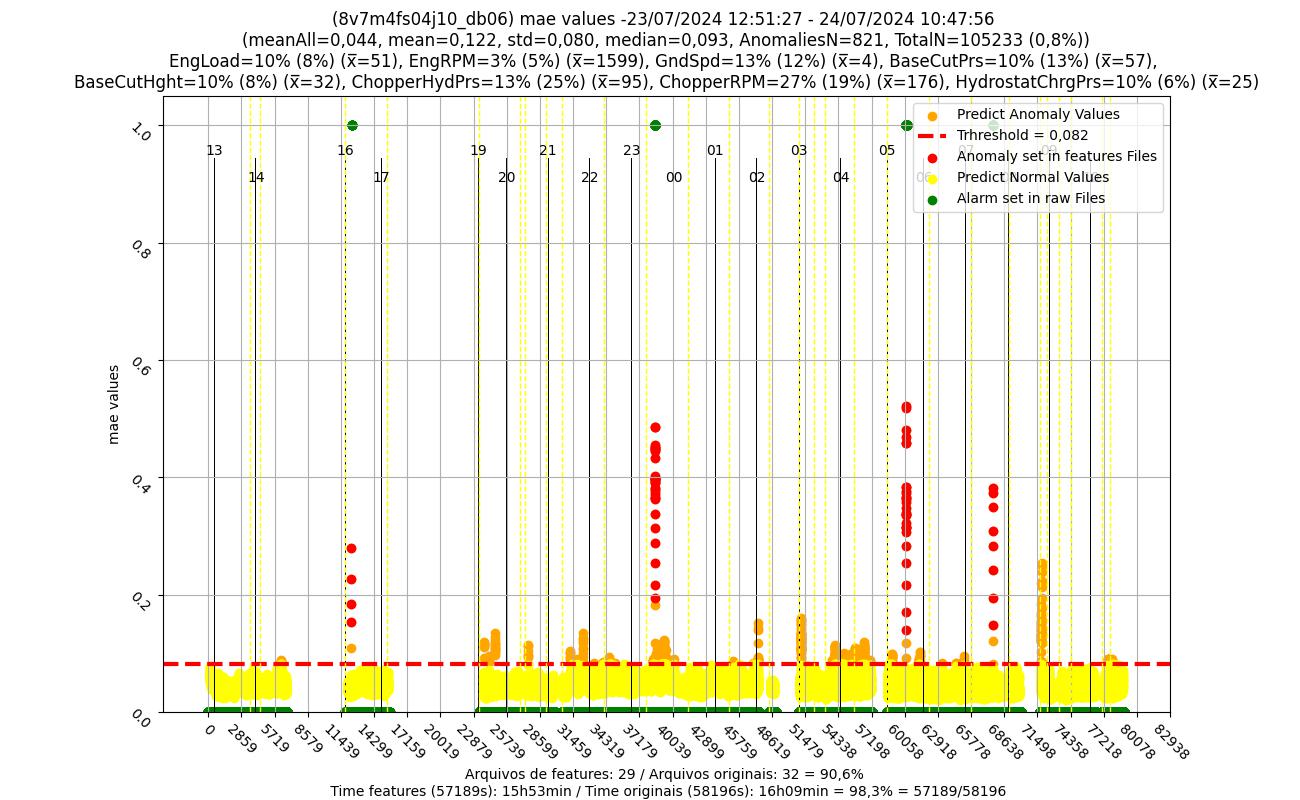 (8v7m4fs04j10_db06) mae values -23/07/2024 12:51:27 - 24/07/2024 10:47:56
(meanAll=0,044, mean=0,122, std=0,080, median=0,093, AnomaliesN=821, TotalN=105233 (0,8%))
EngLoad=10% (8%) (x̅=51), EngRPM=3% (5%) (x̅=1599), GndSpd=13% (12%) (x̅=4), BaseCutPrs=10% (13%) (x̅=57),
BaseCutHght=10% (8%) (x̅=32), ChopperHydPrs=13% (25%) (x̅=95), ChopperRPM=27% (19%) (x̅=176), HydrostatChrgPrs=10% (6%) (x̅=25)
Predict Anomaly Values
Trhreshold = 0,082
Anomaly set in features Files
Predict Normal Values
Alarm set in raw Files
13 16 19 21 23 01 03 05 07 09
14 17 20 22 00 02 04 06
1.0
0.8
0.6
0.4
0.2
0.0
mae values
0 2859 5719 8579 11439 14299 17159 20019 22879 25739 28599 31459 34319 37179 40039 42899 45759 48619 51479 54338 57198 60058 62918 65778 68638 71498 74358 77218 80078 82938
Arquivos de features: 29 / Arquivos originais: 32 = 90,6%
Time features (57189s): 15h53min / Time originais (58196s): 16h09min = 98,3% = 57189/58196